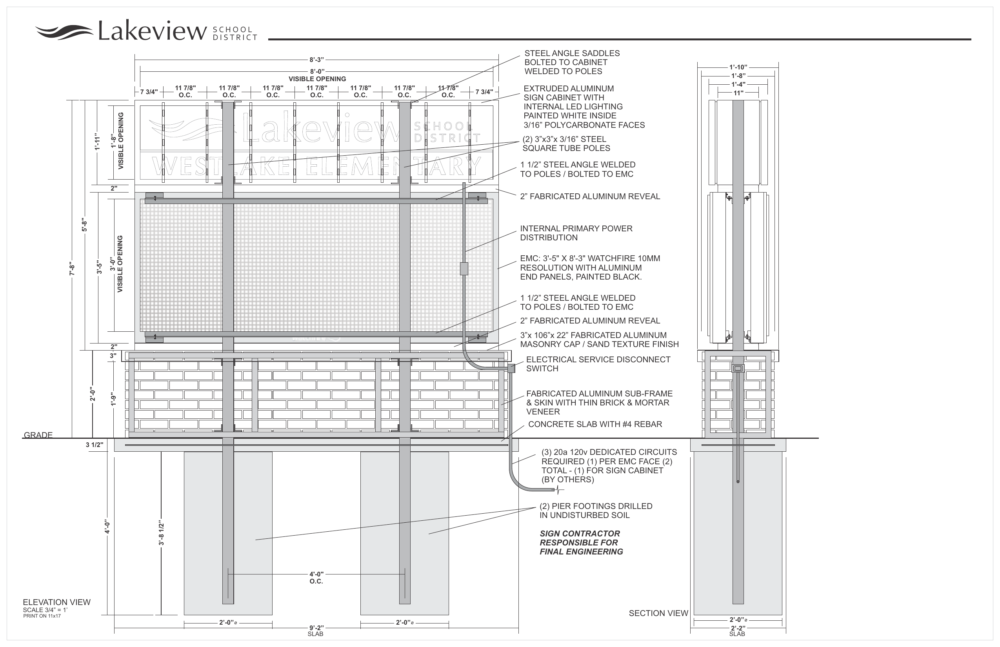 Lakeview SCHOOL
DISTRICT
8’-3”
8’-0”
VISIBLE OPENING
7 3/4"
11 7/8"
O.C.
11 7/8"
O.C.
11 7/8"
O.C.
11 7/8"
O.C.
11 7/8"
O.C.
11 7/8"
O.C.
11 7/8"
O.C.
7 3/4"
Lakeview SCHOOL
DISTRICT
WESTLAKE ELEMENTARY
1’-11”
1’-8”
VISIBLE OPENING
2"
7'-8"
5'-8"
3'-5"
3’-0”
VISIBLE OPENING
2"
3"
2'-0"
1'-9"
GRADE
3 1/2"
4’-0”
3’-8 1/2”
4'-0"
O.C.
2’-0”ø
2’-0”ø
9’-2”
SLAB
ELEVATION VIEW
SCALE 3/4” = 1’
PRINT ON 11x17
STEEL ANGLE SADDLES
BOLTED TO CABINET
WELDED TO POLES
EXTRUDED ALUMINUM
SIGN CABINET WITH
INTERNAL LED LIGHTING
PAINTED WHITE INSIDE
3/16” POLYCARBONATE FACES
(2) 3”x3”x 3/16” STEEL
SQUARE TUBE POLES
1 1/2” STEEL ANGLE WELDED
TO POLES / BOLTED TO EMC
2” FABRICATED ALUMINUM REVEAL
INTERNAL PRIMARY POWER
DISTRIBUTION
EMC: 3'-5" X 8'-3" WATCHFIRE 10MM
RESOLUTION WITH ALUMINUM
END PANELS, PAINTED BLACK.
1 1/2” STEEL ANGLE WELDED
TO POLES / BOLTED TO EMC
2” FABRICATED ALUMINUM REVEAL
3”x 106”x 22” FABRICATED ALUMINUM
MASONRY CAP / SAND TEXTURE FINISH
ELECTRICAL SERVICE DISCONNECT
SWITCH
FABRICATED ALUMINUM SUB-FRAME
& SKIN WITH THIN BRICK & MORTAR
VENEER
CONCRETE SLAB WITH #4 REBAR
(3) 20a 120v DEDICATED CIRCUITS
REQUIRED (1) PER EMC FACE (2)
TOTAL - (1) FOR SIGN CABINET
(BY OTHERS)
(2) PIER FOOTINGS DRILLED
IN UNDISTURBED SOIL
SIGN CONTRACTOR
RESPONSIBLE FOR
FINAL ENGINEERING
1’-10”
1’-8”
1'-4"
11"
SECTION VIEW
2’-0”ø
2’-2”
SLAB